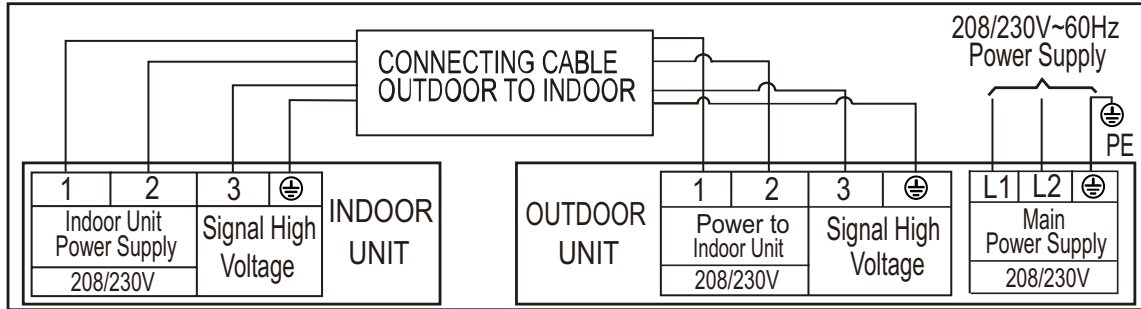 208/230V~60Hz
Power Supply
CONNECTING CABLE
OUTDOOR TO INDOOR
PE
1 2 3
Indoor Unit
Power Supply
208/230V
Signal High
Voltage
INDOOR
UNIT
OUTDOOR
UNIT
1 2 3
Power to
Indoor Unit
208/230V
Signal High
Voltage
L1 L2
Main
Power Supply
208/230V